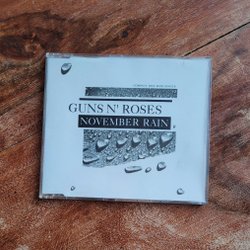 GUNS N' ROSES
NOVEMBER RAIN